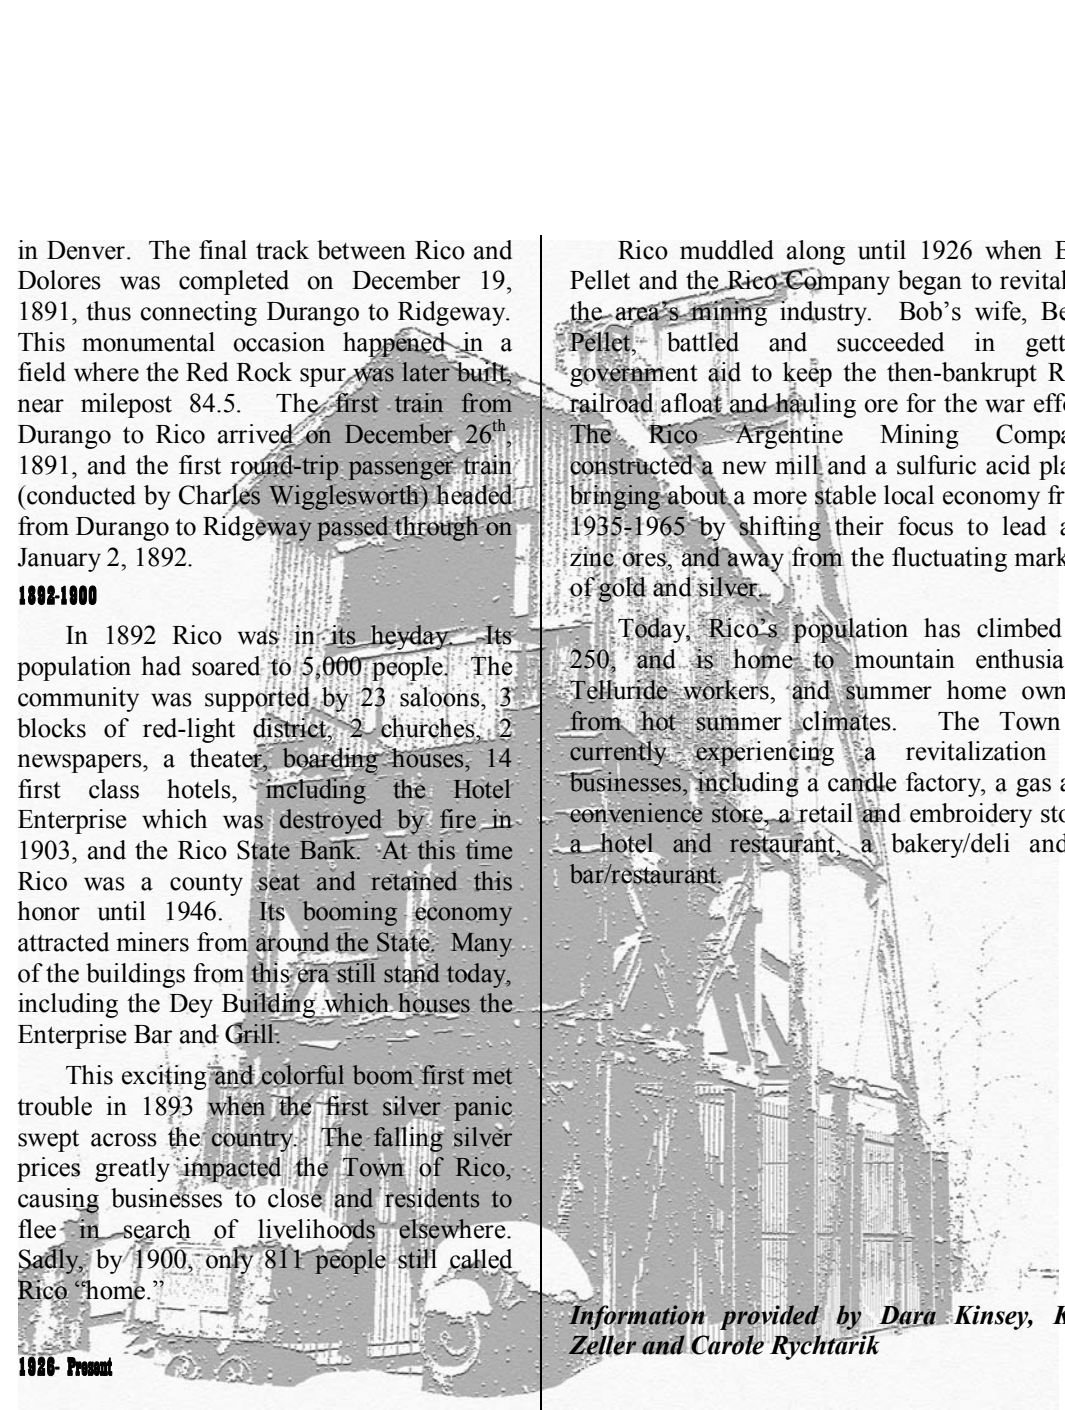 in Denver. The final track between Rico and
Dolores was completed on December 19,
1891, thus connecting Durango to Ridgeway.
This monumental occasion happened in a
field where the Red Rock spur was later built,
near milepost 84.5. The first train from
Durango to Rico arrived on December 26th,
1891, and the first round-trip passenger train
(conducted by Charles Wigglesworth) headed
from Durango to Ridgeway passed through on
January 2, 1892.
1892-1900
In 1892 Rico was in its heyday. Its
population had soared to 5,000 people. The
community was supported by 23 saloons, 3
blocks of red-light district, 2 churches, 2
newspapers, a theater, boarding houses, 14
first class hotels, including the Hotel
Enterprise which was destroyed by fire in
1903, and the Rico State Bank. At this time
Rico was a county seat and retained this
honor until 1946. Its booming economy
attracted miners from around the State. Many
of the buildings from this era still stand today,
including the Dey Building which houses the
Enterprise Bar and Grill.
This exciting and colorful boom first met
trouble in 1893 when the first silver panic
swept across the country. The falling silver
prices greatly impacted the Town of Rico,
causing businesses to close and residents to
flee in search of livelihoods elsewhere.
Sadly, by 1900, only 811 people still called
Rico “home.”
1926- Present
Rico muddled along until 1926 when
Pellet and the Rico Company began to
the area’s mining industry. Bob’s wife,
Pellet, battled and succeeded in
government aid to keep the then-bankrupt
railroad afloat and hauling ore for the war
The Rico Argentine Mining
constructed a new mill and a sulfuric acid
bringing about a more stable local economy
1935-1965 by shifting their focus to lead
zinc ores, and away from the fluctuating
of gold and silver.
Today, Rico’s population has climbed
250, and is home to mountain
Telluride workers, and summer home
from hot summer climates. The Town
currently experiencing a revitalization
businesses, including a candle factory, a gas
convenience store, a retail and embroidery
a hotel and restaurant, a bakery/deli and
bar/restaurant.
Information provided by Dara Kinsey,
Zeller and Carole Rychtarik